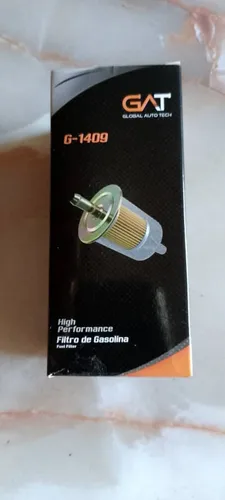 GAT
GLOBAL AUTO TECH
G-1409
High
Performance
Filtro de Gasolina
Fuel Filter